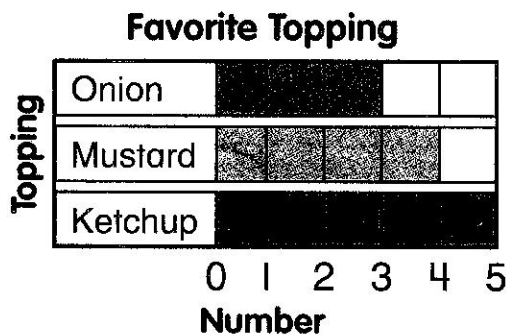 Favorite Topping
Topping
Onion
Mustard
Ketchup
0 1 2 3 4 5
Number